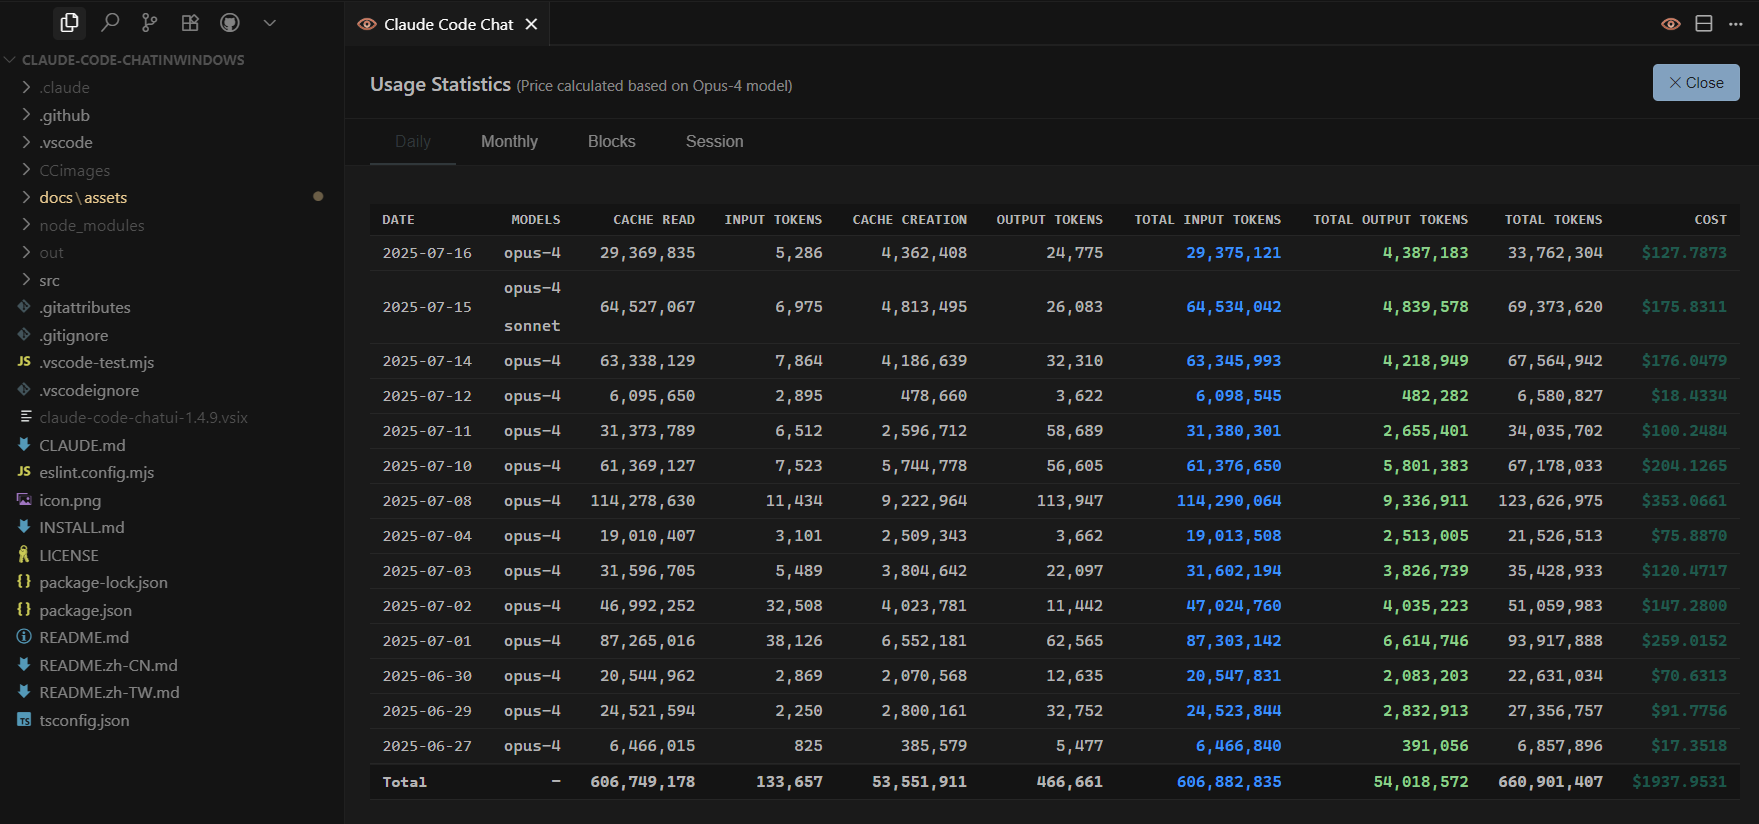 CLAUDE-CODE-CHATINWINDOWS
.claude
.github
.vscode
CCimages
docs\assets
node_modules
out
src
.gitattributes
.gitignore
JS .vscode-test.mjs
.vscodeignore
claude-code-chatui-1.4.9.vsix
CLAUDE.md
JS eslint.config.mjs
icon.png
INSTALL.md
LICENSE
{} package-lock.json
{} package.json
README.md
README.zh-CN.md
README.zh-TW.md
TS tsconfig.json
Claude Code Chat
Usage Statistics (Price calculated based on Opus-4 model)
Close
Daily Monthly Blocks Session
DATE MODELS CACHE READ INPUT TOKENS CACHE CREATION OUTPUT TOKENS TOTAL INPUT TOKENS TOTAL OUTPUT TOKENS TOTAL TOKENS COST
2025-07-16 opus-4 29,369,835 5,286 4,362,408 24,775 29,375,121 4,387,183 33,762,304 $127.7873
2025-07-15 opus-4 sonnet 64,527,067 6,975 4,813,495 26,083 64,534,042 4,839,578 69,373,620 $175.8311
2025-07-14 opus-4 63,338,129 7,864 4,186,639 32,310 63,345,993 4,218,949 67,564,942 $176.0479
2025-07-12 opus-4 6,095,650 2,895 478,660 3,622 6,098,545 482,282 6,580,827 $18.4334
2025-07-11 opus-4 31,373,789 6,512 2,596,712 58,689 31,380,301 2,655,401 34,035,702 $100.2484
2025-07-10 opus-4 61,369,127 7,523 5,744,778 56,605 61,376,650 5,801,383 67,178,033 $204.1265
2025-07-08 opus-4 114,278,630 11,434 9,222,964 113,947 114,290,064 9,336,911 123,626,975 $353.0661
2025-07-04 opus-4 19,010,407 3,101 2,509,343 3,662 19,013,508 2,513,005 21,526,513 $75.8870
2025-07-03 opus-4 31,596,705 5,489 3,804,642 22,097 31,602,194 3,826,739 35,428,933 $120.4717
2025-07-02 opus-4 46,992,252 32,508 4,023,781 11,442 47,024,760 4,035,223 51,059,983 $147.2800
2025-07-01 opus-4 87,265,016 38,126 6,552,181 62,565 87,303,142 6,614,746 93,917,888 $259.0152
2025-06-30 opus-4 20,544,962 2,869 2,070,568 12,635 20,547,831 2,083,203 22,631,034 $70.6313
2025-06-29 opus-4 24,521,594 2,250 2,800,161 32,752 24,523,844 2,832,913 27,356,757 $91.7756
2025-06-27 opus-4 6,466,015 825 385,579 5,477 6,466,840 391,056 6,857,896 $17.3518
Total - 606,749,178 133,657 53,551,911 466,661 606,882,835 54,018,572 660,901,407 $1937.9531